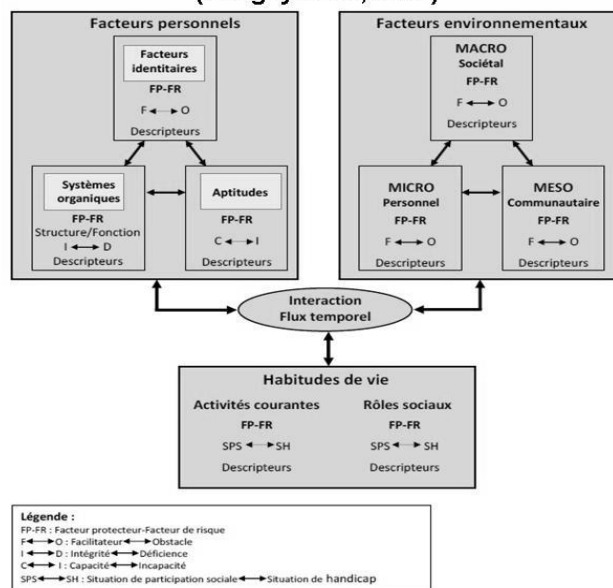 Facteurs personnels
Facteurs identitaires
FP-FR
F ↔ O
Descripteurs
Systèmes organiques
FP-FR
Structure/Fonction
I ↔ D
Descripteurs
Aptitudes
FP-FR
C ↔ I
Descripteurs
Facteurs environnementaux
MACRO
Sociétal
FP-FR
F ↔ O
Descripteurs
MICRO
Personnel
FP-FR
F ↔ O
Descripteurs
MESO
Communautaire
FP-FR
F ↔ O
Descripteurs
Interaction
Flux temporel
Habitudes de vie
Activités courantes
FP-FR
SPS ↔ SH
Descripteurs
Rôles sociaux
FP-FR
SPS ↔ SH
Descripteurs
Légende :
FP-FR : Facteur protecteur-Facteur de risque
F ↔ O : Facilitateur ↔ Obstacle
I ↔ D : Intégrité ↔ Déficience
C ↔ I : Capacité ↔ Incapacité
SPS ↔ SH : Situation de participation sociale ↔ Situation de handicap